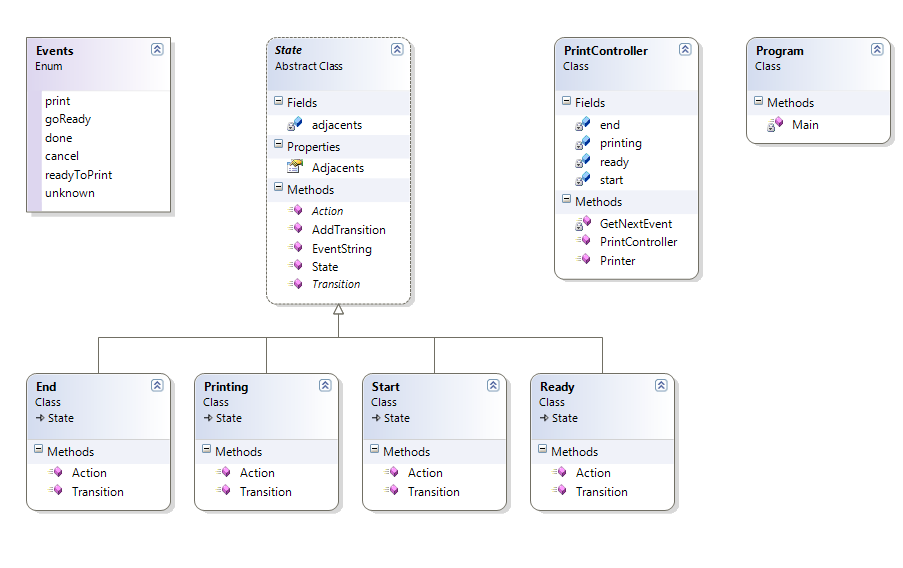 Events
Enum
print
goReady
done
cancel
readyToPrint
unknown
State
Abstract Class
Fields
adjacents
Properties
Adjacents
Methods
Action
AddTransition
EventString
State
Transition
PrintController
Class
Fields
end
printing
ready
start
Methods
GetNextEvent
PrintController
Printer
Program
Class
Methods
Main
End
Class
State
Methods
Action
Transition
Printing
Class
State
Methods
Action
Transition
Start
Class
State
Methods
Action
Transition
Ready
Class
State
Methods
Action
Transition